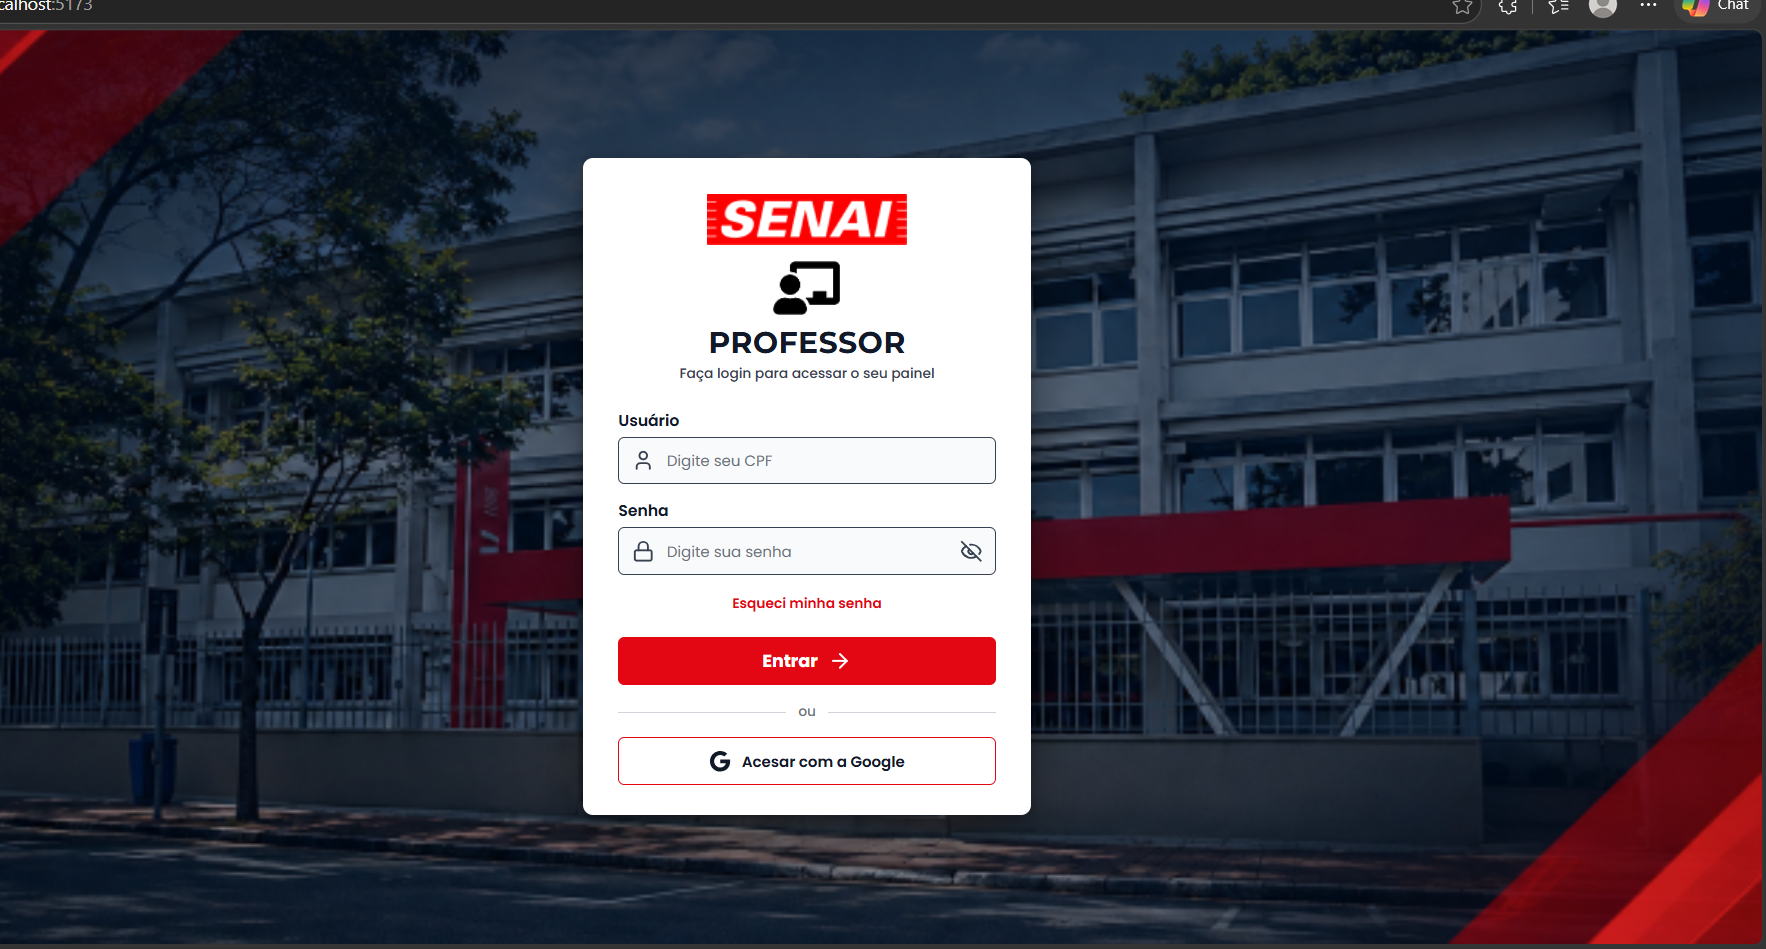 calhost:5173
Chat
SENAI
PROFESSOR
Faça login para acessar o seu painel
Usuário
Digite seu CPF
Senha
Digite sua senha
Esqueci minha senha
Entrar
ou
Acesar com a Google